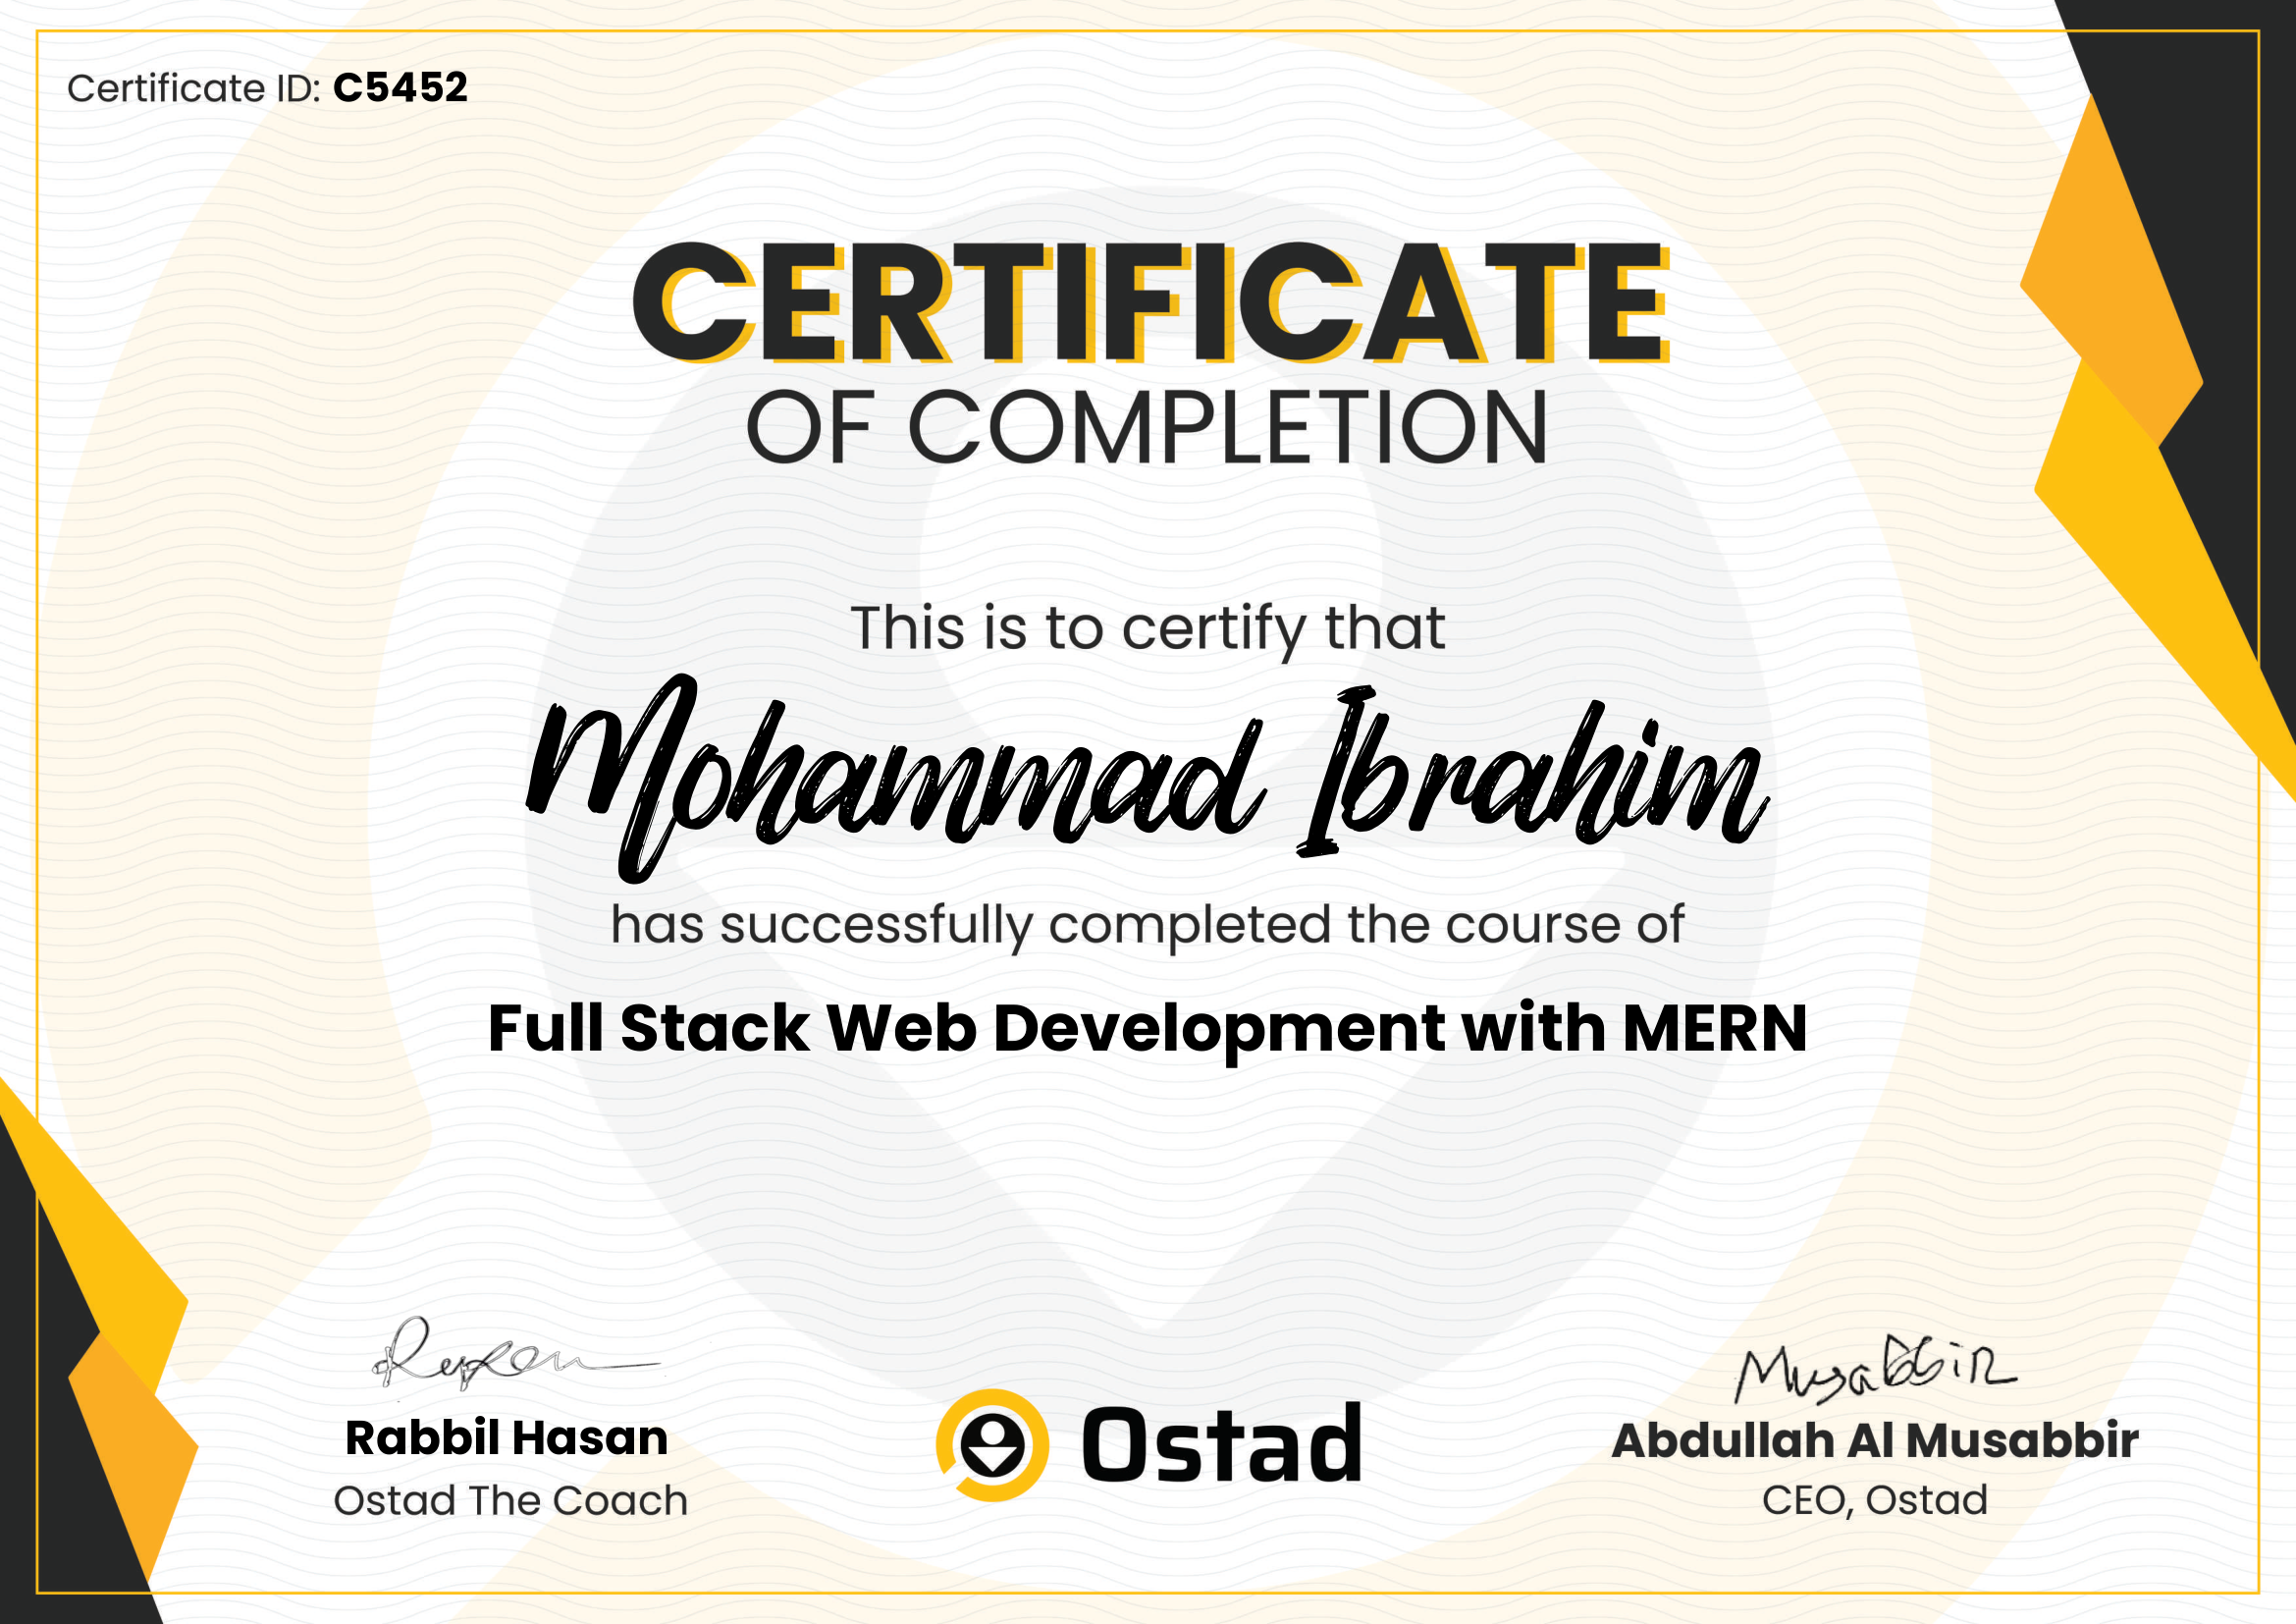 Certificate ID: C5452
CERTIFICATE
OF COMPLETION
This is to certify that
Mohammad Ibrahim
has successfully completed the course of
Full Stack Web Development with MERN
Rabbil Hasan
Ostad The Coach
Ostad
Musabbir
Abdullah Al Musabbir
CEO, Ostad